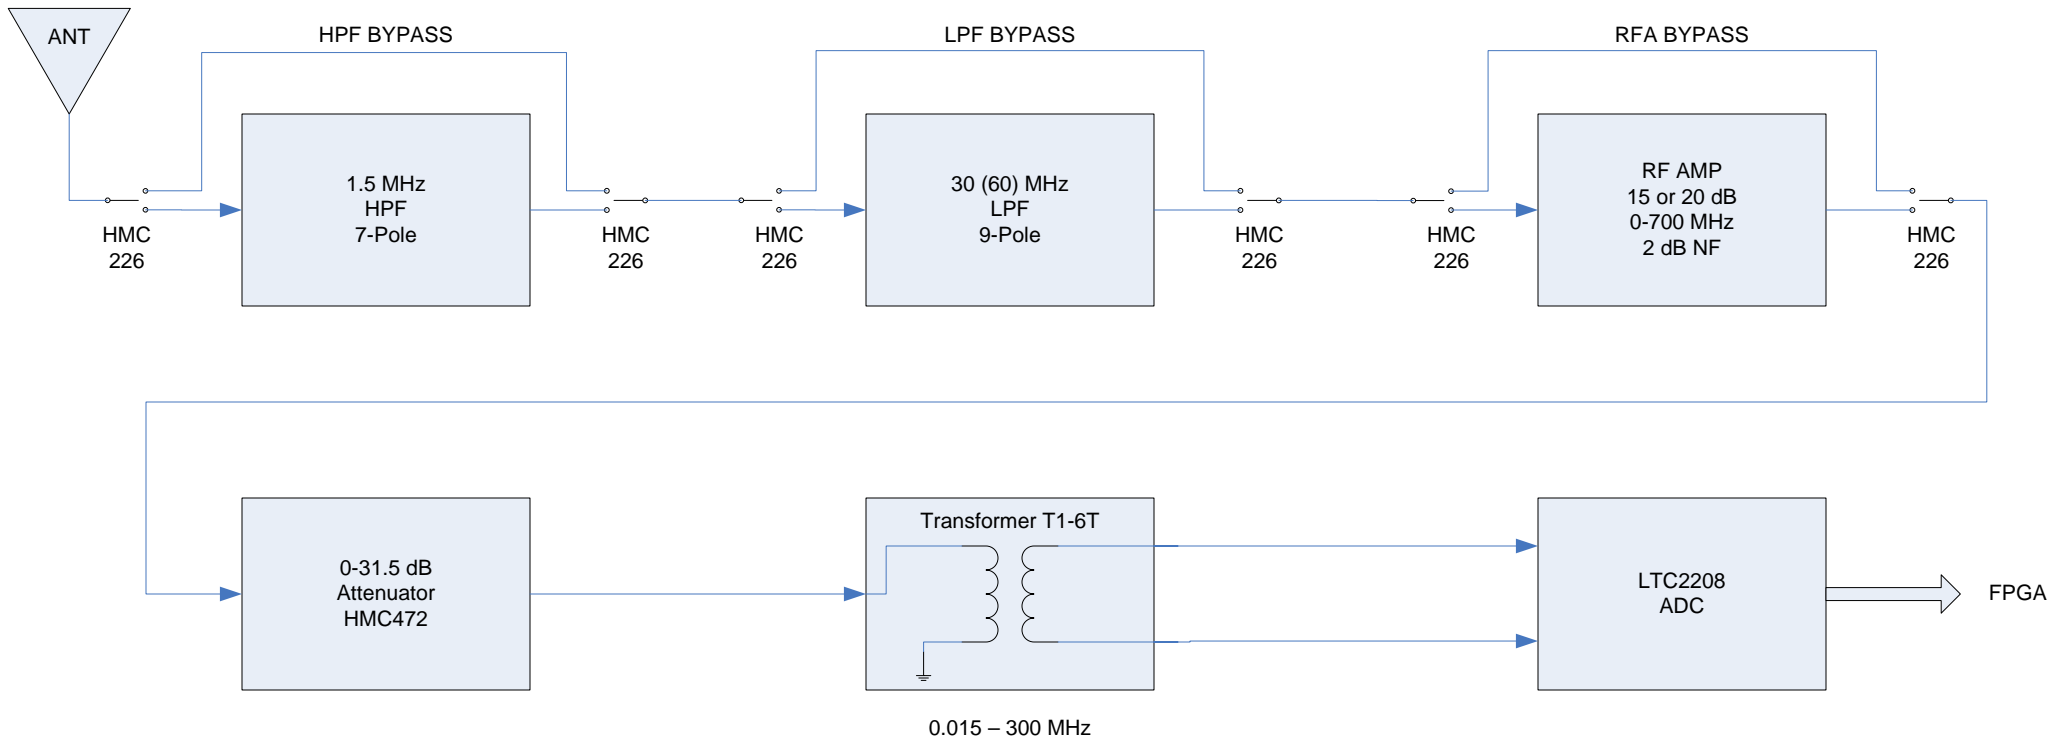 ANT
HPF BYPASS
LPF BYPASS
RFA BYPASS
1.5 MHz
HPF
7-Pole
30 (60) MHz
LPF
9-Pole
RF AMP
15 or 20 dB
0-700 MHz
2 dB NF
HMC
226
HMC
226
HMC
226
HMC
226
HMC
226
HMC
226
0-31.5 dB
Attenuator
HMC472
Transformer T1-6T
0.015 – 300 MHz
LTC2208
ADC
FPGA